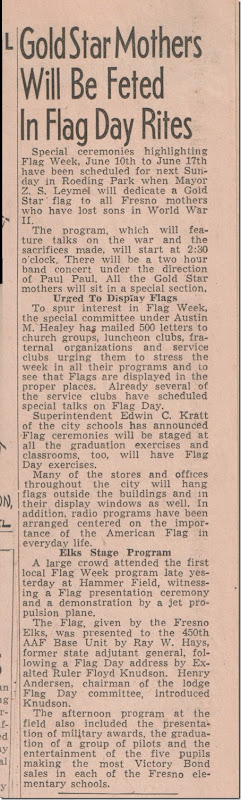 L
Gold Star Mothers
Will Be Feted
In Flag Day Rites
Special ceremonies highlighting
Flag Week, June 10th to June 17th
have been scheduled for next Sun-
day in Roeding Park when Mayor
Z. S. Leymel will dedicate a Gold
Star flag to all Fresno mothers
who have lost sons in World War
II.
The program, which will fea-
ture talks on the war and the
sacrifices made, will start at 2:30
o'clock. There will be a two hour
band concert under the direction
of Paul Paul. All the Gold Star
mothers will sit in a special section.
Urged To Display Flags
To spur interest in Flag Week,
the special committee under Austin
M. Healey has mailed 500 letters to
church groups, luncheon clubs, fra-
ternal organizations and service
clubs urging them to stress the
week in all their programs and to
see that Flags are displayed in the
proper places. Already several of
the service clubs have scheduled
special talks on Flag Day.
Superintendent Edwin C. Kratt
of the city schools has announced
Flag ceremonies will be staged at
all the graduation exercises and
classrooms, too, will have Flag
Day exercises.
Many of the stores and offices
throughout the city will hang
flags outside the buildings and in
their display windows as well. In
addition, radio programs have
been arranged centered on the impor-
tance of the American Flag in
everyday life.
Elks Stage Program
A large crowd attended the first
local Flag Week program late yes-
terday at Hammer Field, witness-
ing a Flag presentation ceremony
and a demonstration by a jet pro-
pulsion plane.
The Flag, given by the Fresno
Elks, was presented to the 450th
AAF Base Unit by Ray W. Hays,
former state adjutant general, fol-
lowing a Flag Day address by Ex-
alted Ruler Floyd Knudson. Henry
Andersen, chairman of the lodge
Flag Day committee, introduced
Knudson.
The afternoon program at the
field also included the presenta-
tion of military awards, the gradua-
tion of a group of pilots and the
entertainment of the five pupils
making the most Victory Bond
sales in each of the Fresno ele-
mentary schools.